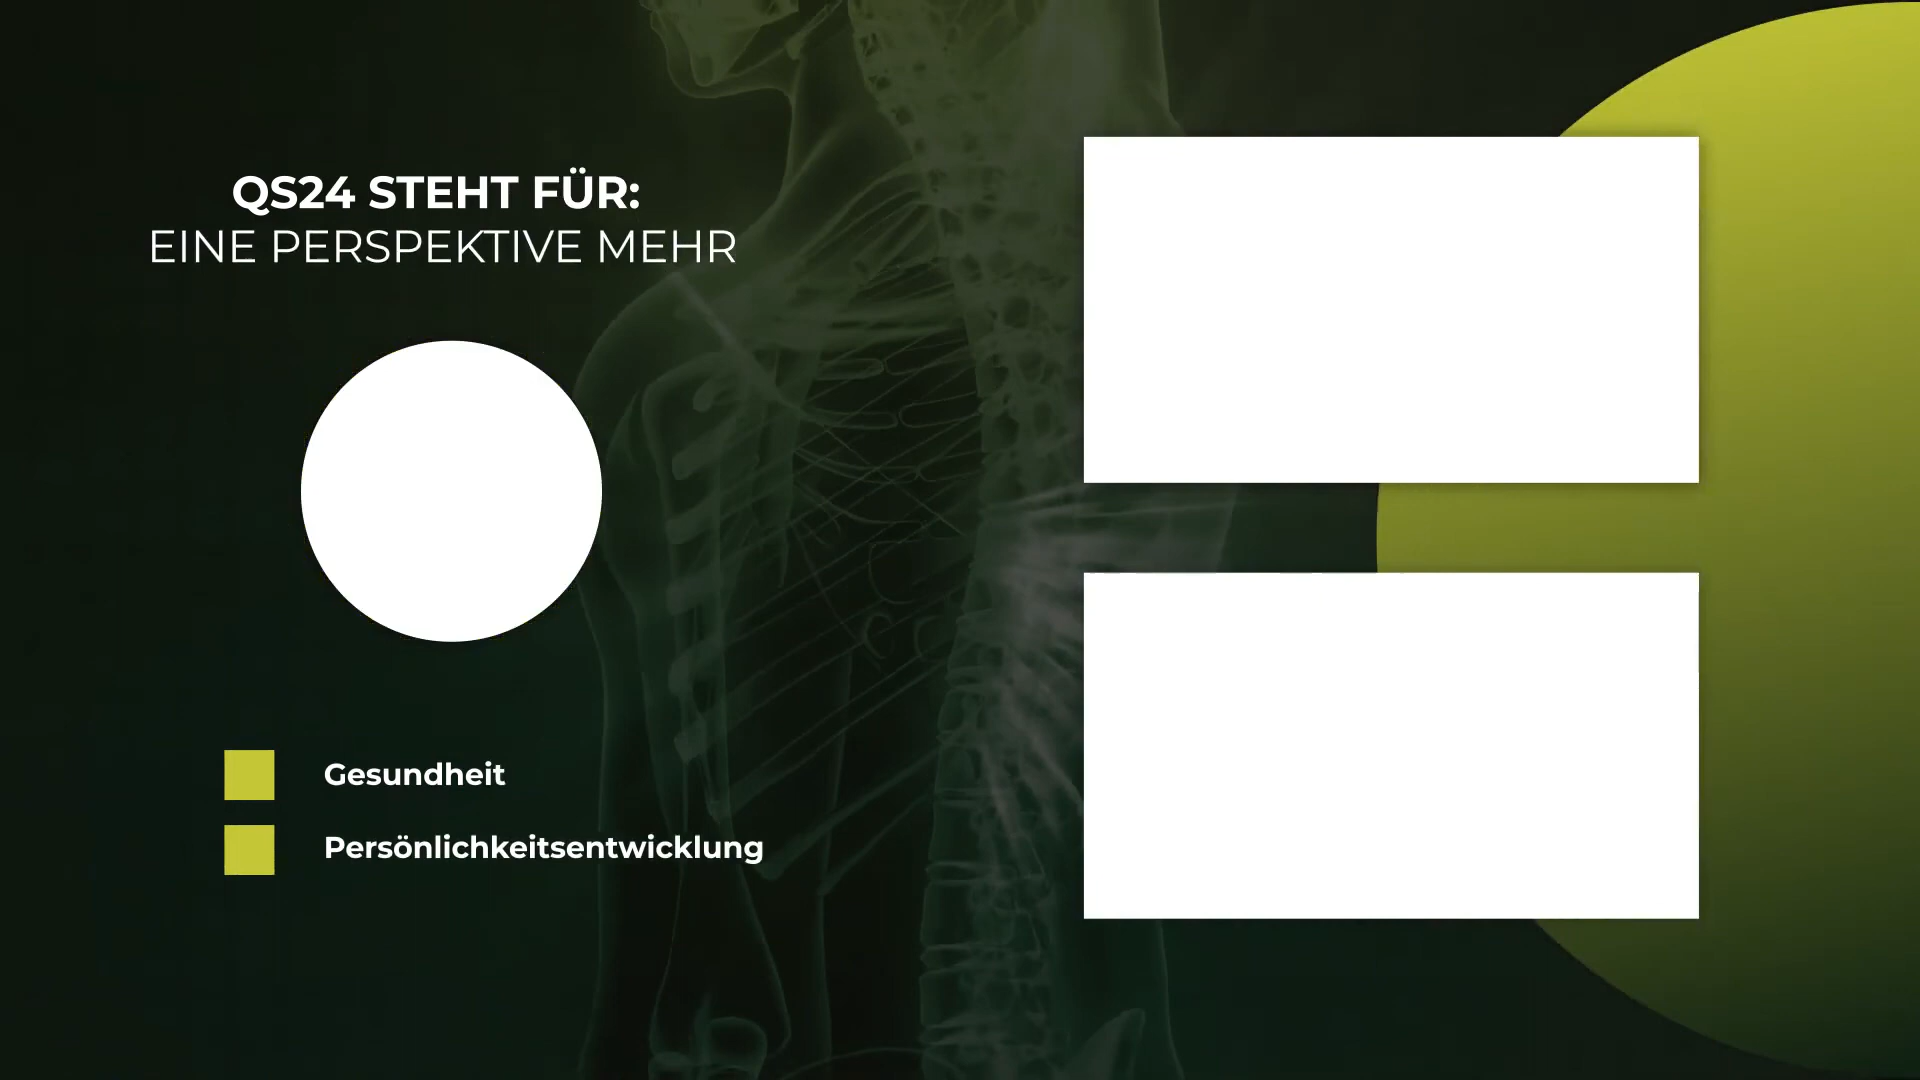 QS24 STEHT FÜR:
EINE PERSPEKTIVE MEHR
Gesundheit
Persönlichkeitsentwicklung